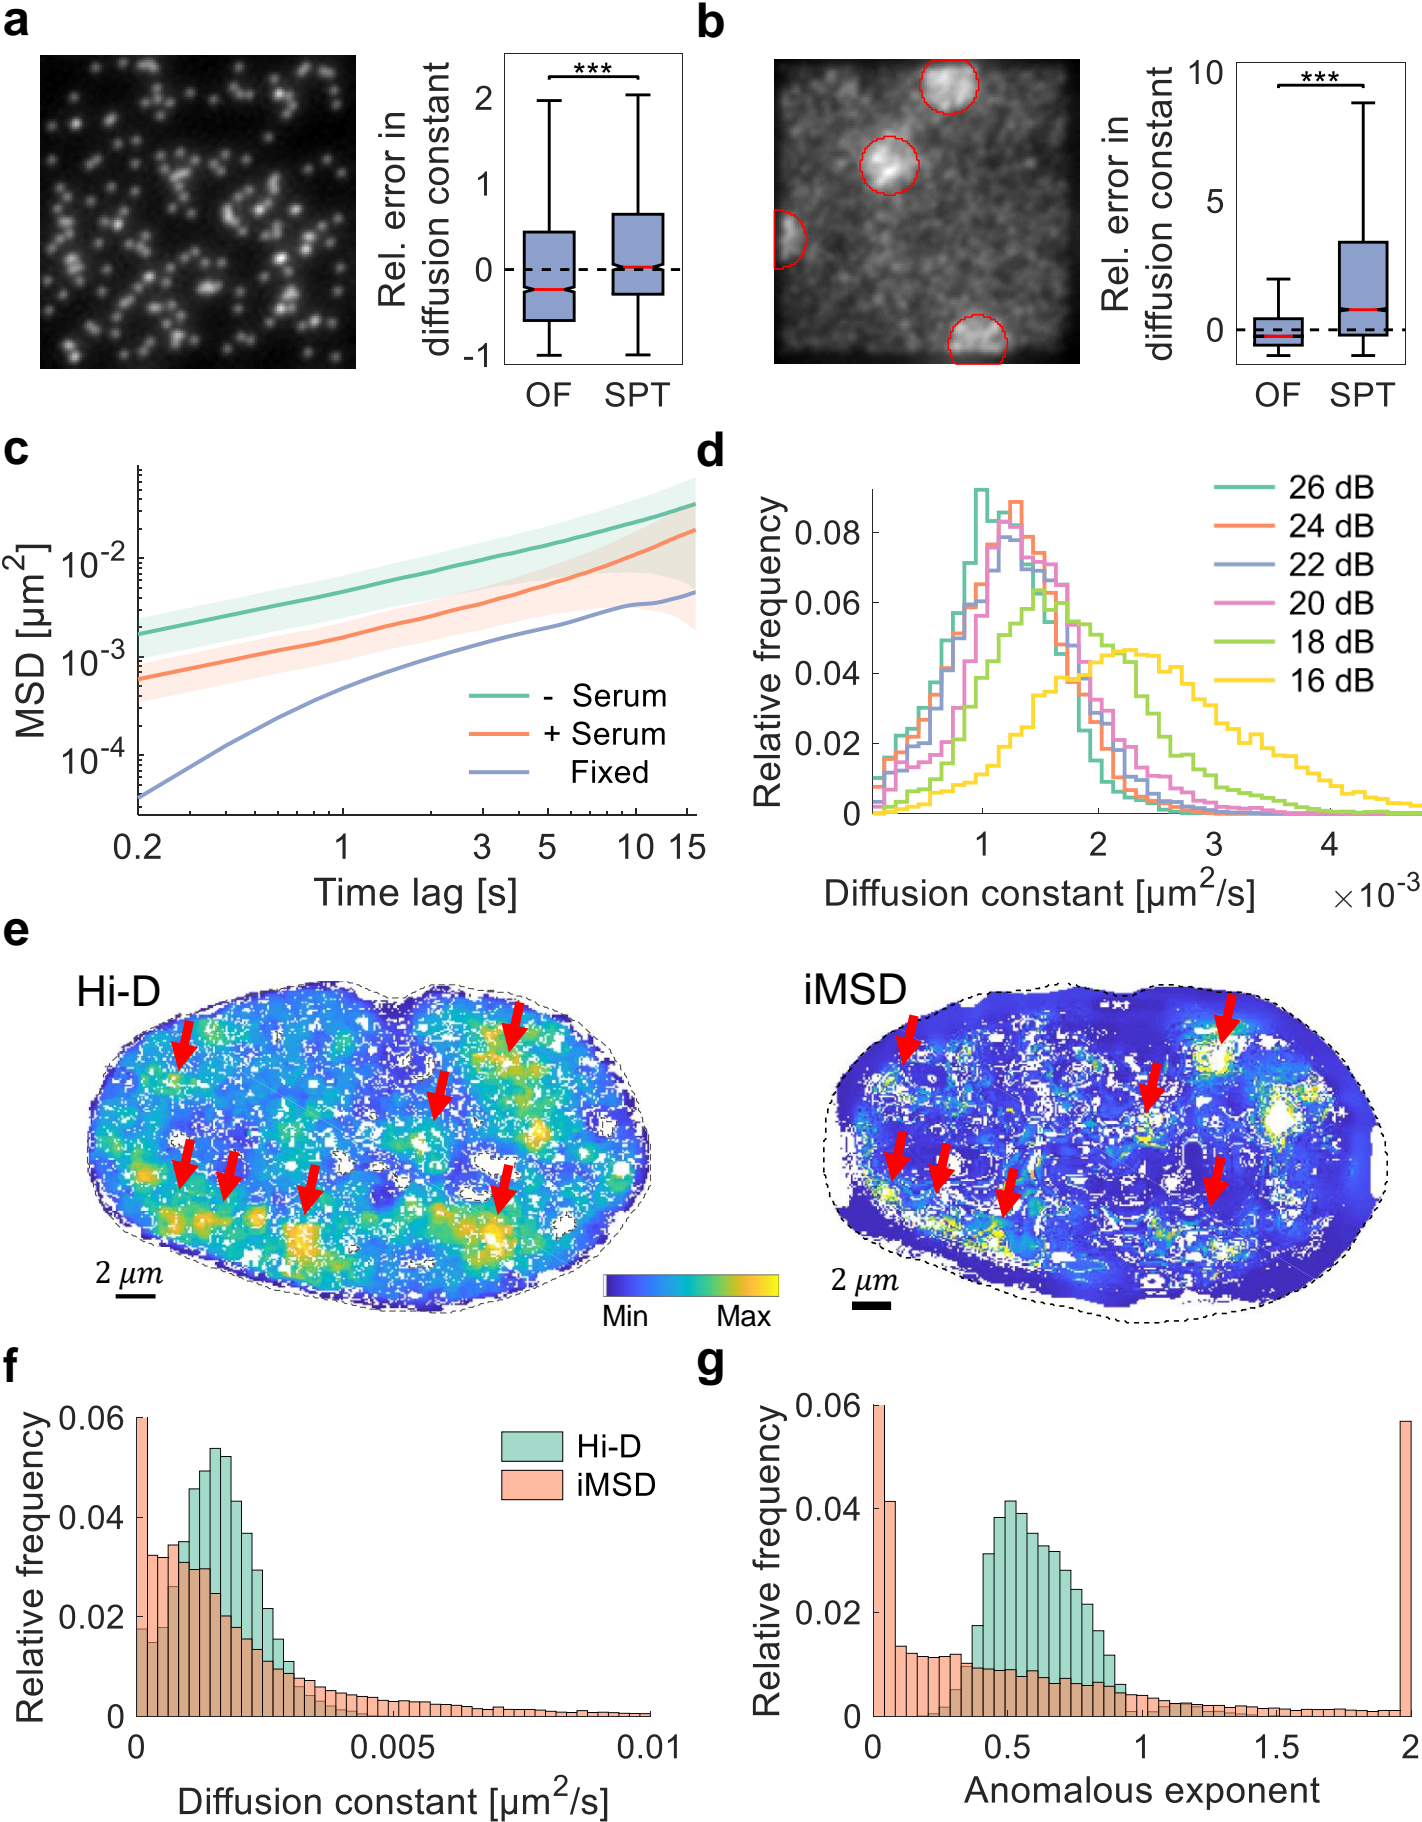 a
Rel. error in
diffusion constant
2
1
0
-1
***
OF
SPT
b
Rel. error in
diffusion constant
10
5
0
***
OF
SPT
c
MSD [µm²]
10⁻²
10⁻³
10⁻⁴
- Serum
+ Serum
Fixed
0.2
1
3
5
10
15
Time lag [s]
d
Relative frequency
0.08
0.06
0.04
0.02
0
26 dB
24 dB
22 dB
20 dB
18 dB
16 dB
1
2
3
4
Diffusion constant [µm²/s]
×10⁻³
e
Hi-D
2 µm
Min
Max
iMSD
2 µm
f
Relative frequency
0.06
0.04
0.02
0
Hi-D
iMSD
0
0.005
0.01
Diffusion constant [µm²/s]
g
Relative frequency
0.06
0.04
0.02
0
0
0.5
1
1.5
2
Anomalous exponent